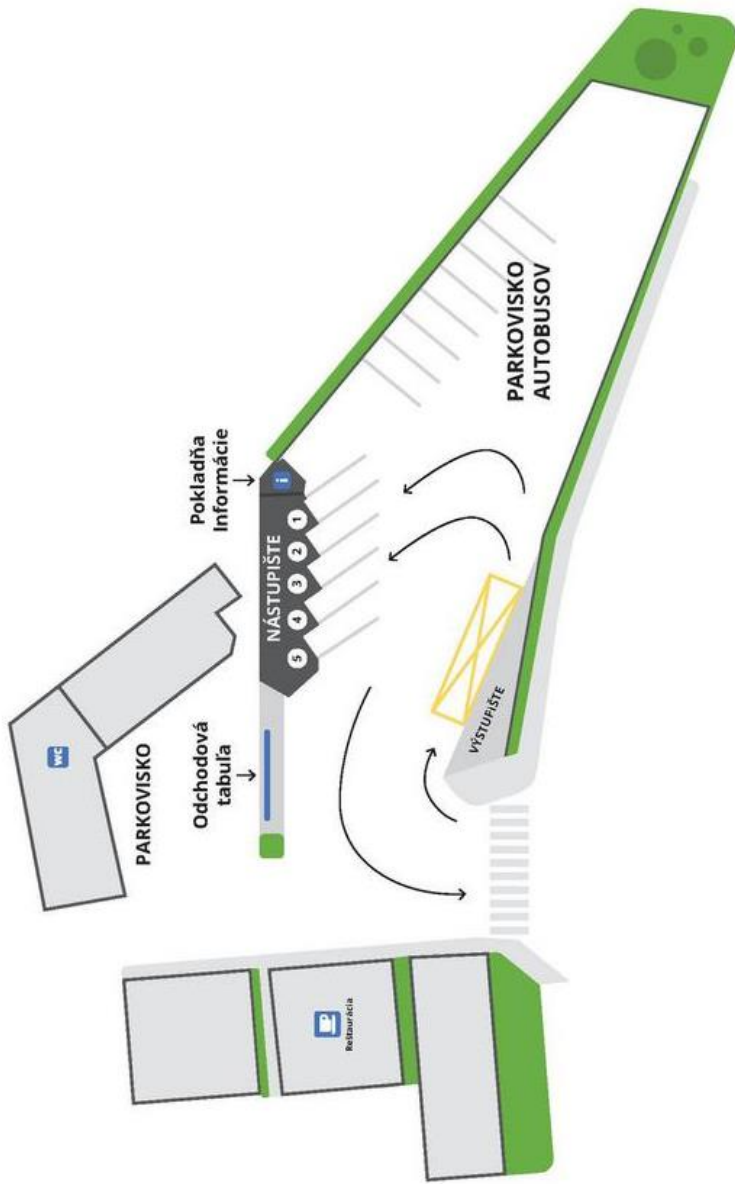 wc
PARKOVISKO
Odchodová
tabuľa
Pokladňa
Informácie
i
NÁSTUPIŠTE
5
4
3
2
1
Reštaurácia
VÝSTUPIŠTE
PARKOVISKO
AUTOBUSOV